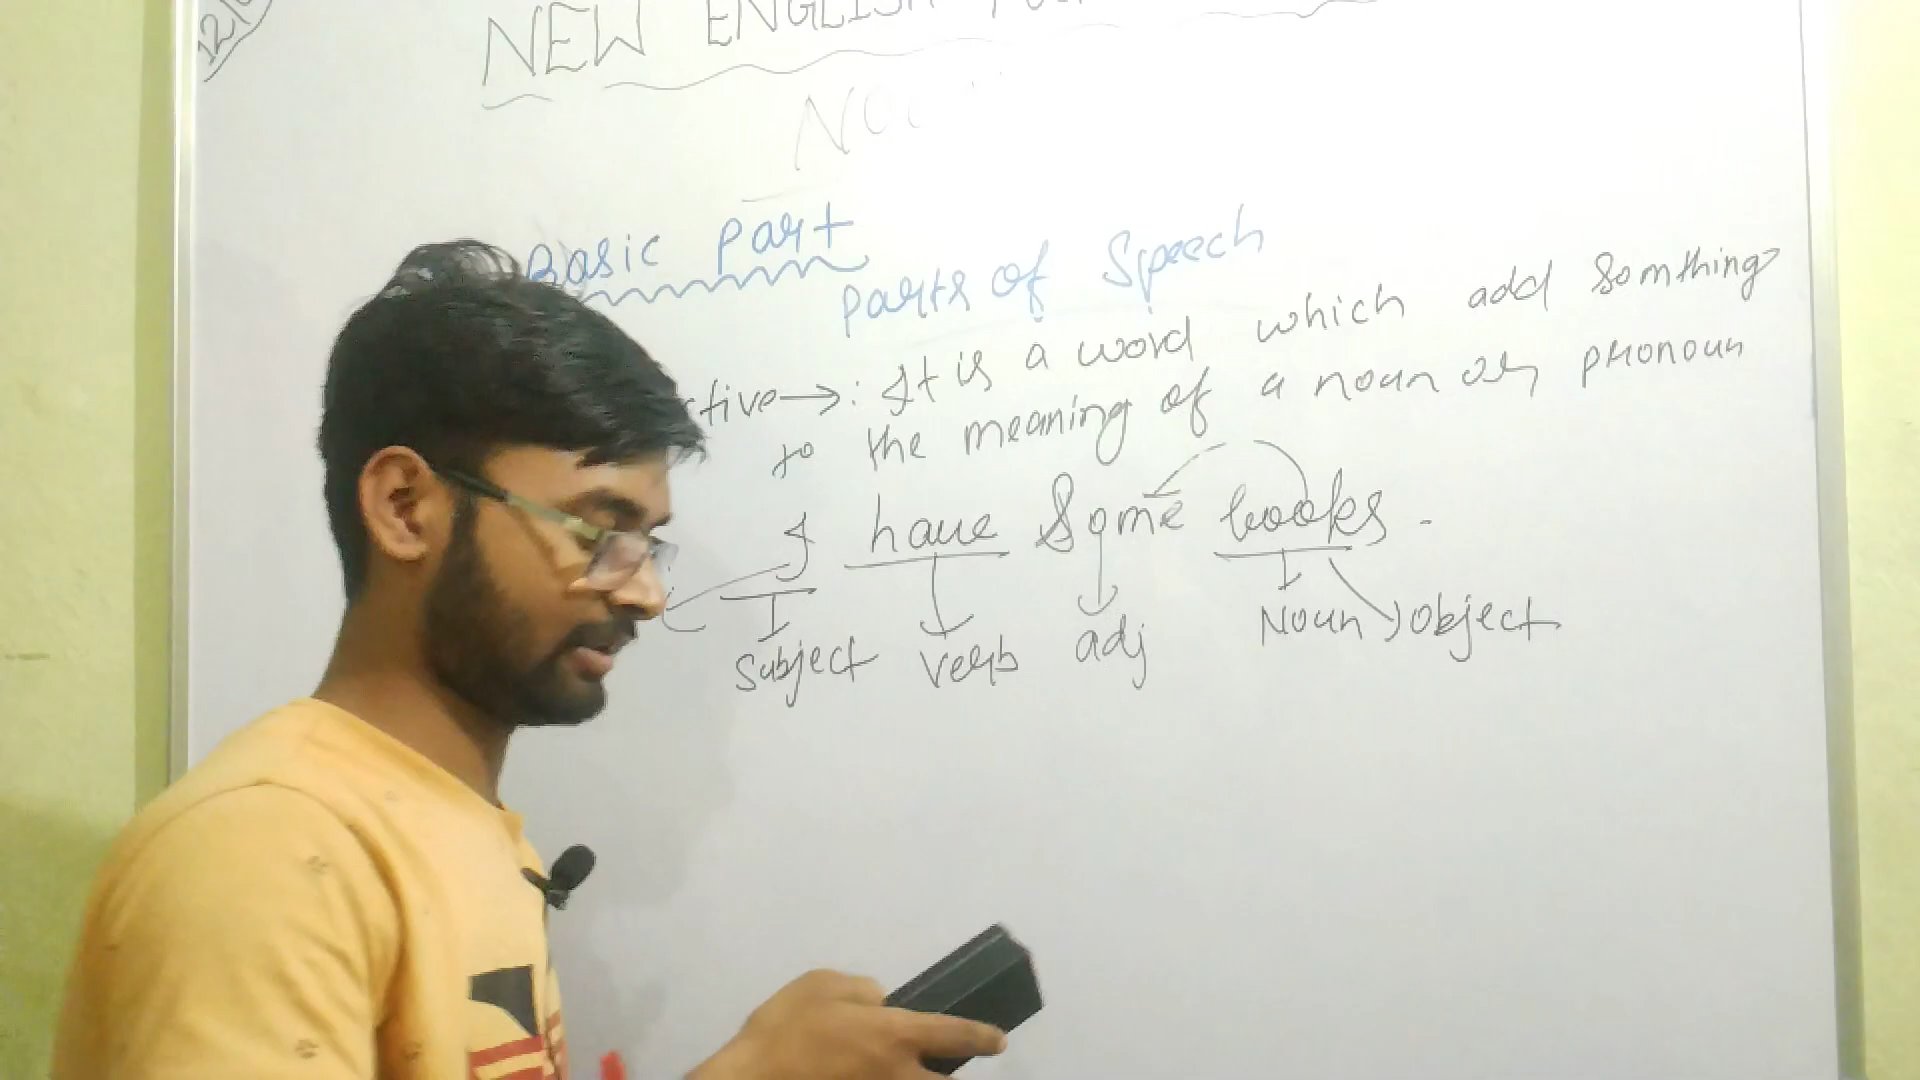 NEW ENGLISH
Basic Part
Parts of Speech
ctive →: It is a word which add Somthing
to the meaning of a noun or pronoun
I have Some books.
Subject verb adj Noun object